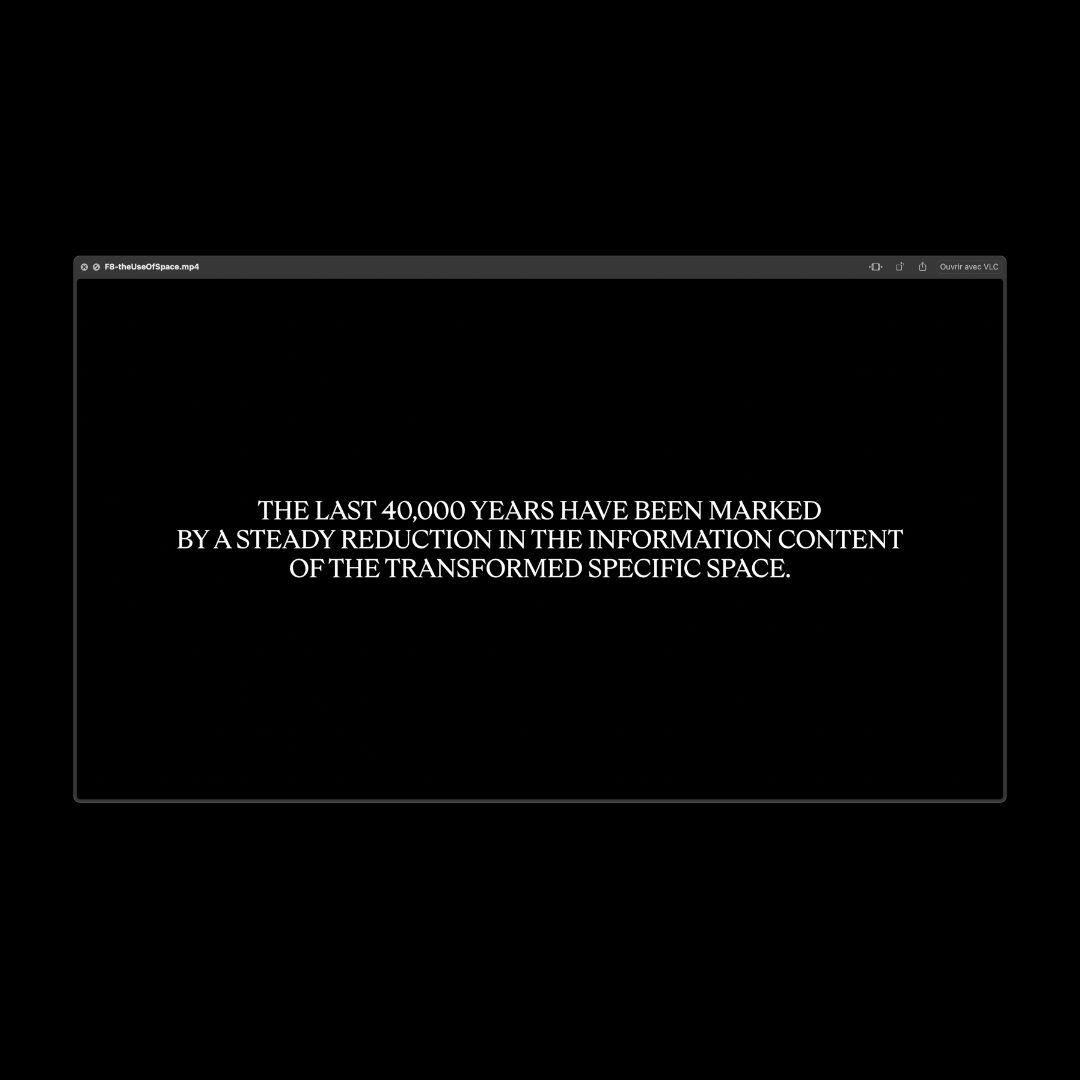 F8-theUseOfSpace.mp4
Ouvrir avec VLC
THE LAST 40,000 YEARS HAVE BEEN MARKED
BY A STEADY REDUCTION IN THE INFORMATION CONTENT
OF THE TRANSFORMED SPECIFIC SPACE.